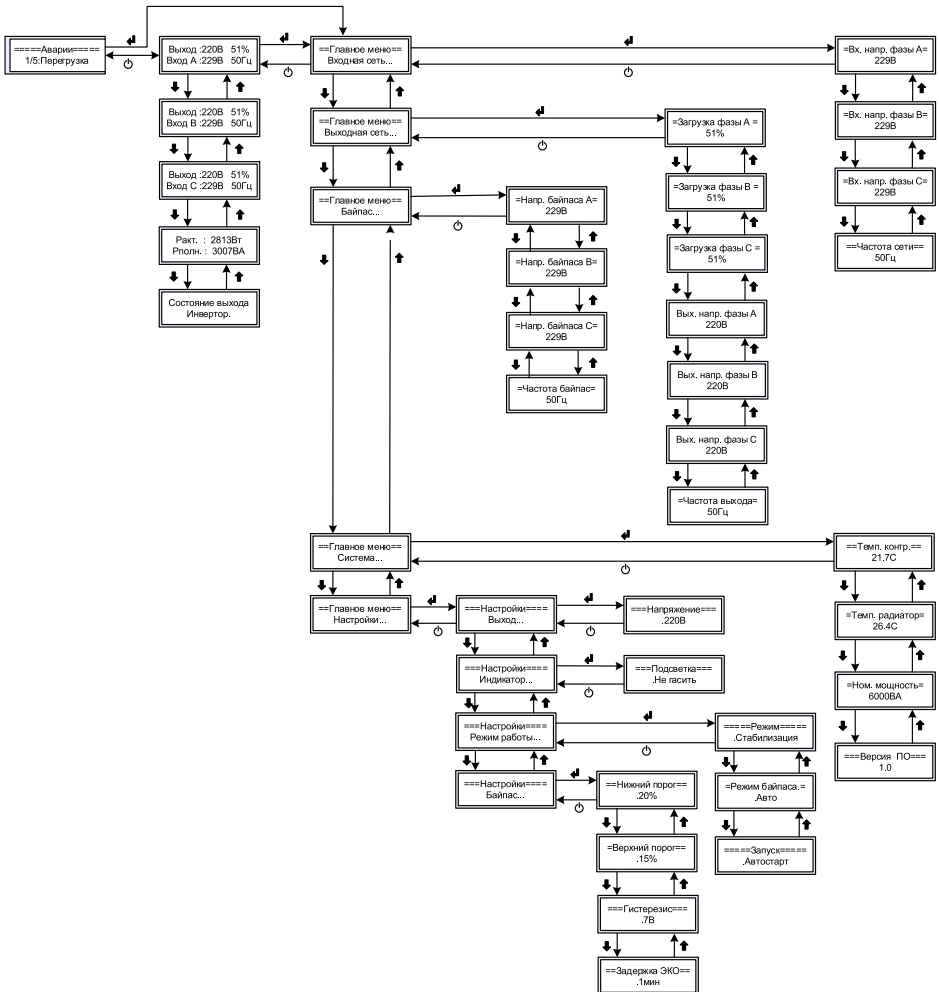 =====Аварии=====
1/5:Перегрузка
Выход :220В 51%
Вход А :229В 50Гц
Выход :220В 51%
Вход В :229В 50Гц
Выход :220В 51%
Вход С :229В 50Гц
Ракт. : 2813Вт
Рполн. : 3007ВА
Состояние выхода
Инвертор.
==Главное меню==
Входная сеть...
==Главное меню==
Выходная сеть...
==Главное меню==
Байпас...
==Главное меню==
Система...
==Главное меню==
Настройки...
=Напр. байпаса А=
229В
=Напр. байпаса В=
229В
=Напр. байпаса С=
229В
=Частота байпас=
50Гц
=Загрузка фазы А =
51%
=Загрузка фазы В =
51%
=Загрузка фазы С =
51%
Вых. напр. фазы А
220В
Вых. напр. фазы В
220В
Вых. напр. фазы С
220В
=Частота выхода=
50Гц
=Вх. напр. фазы А=
229В
=Вх. напр. фазы В=
229В
=Вх. напр. фазы С=
229В
==Частота сети==
50Гц
==Темп. контр.==
21.7С
=Темп. радиатор=
26.4С
=Ном. мощность=
6000ВА
===Версия ПО===
1.0
===Настройки====
Выход...
===Настройки====
Индикатор...
===Настройки====
Режим работы...
===Настройки====
Байпас...
===Напряжение===
.220В
===Подсветка===
.Не гасить
=====Режим=====
.Стабилизация
=Режим байпаса.=
.Авто
=====Запуск=====
.Автостарт
==Нижний порог==
.20%
=Верхний порог==
.15%
===Гистерезис===
.7В
==Задержка ЭКО==
.1мин